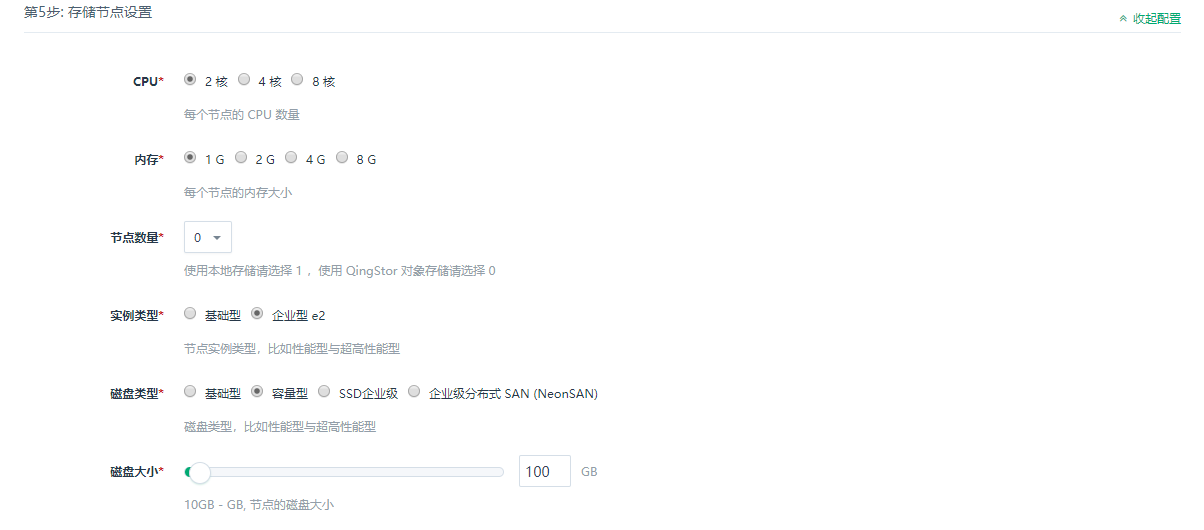 第5步: 存储节点设置
收起配置
CPU* 2 核 4 核 8 核
每个节点的 CPU 数量
内存* 1 G 2 G 4 G 8 G
每个节点的内存大小
节点数量* 0
使用本地存储请选择 1 ，使用 QingStor 对象存储请选择 0
实例类型* 基础型 企业型 e2
节点实例类型，比如性能型与超高性能型
磁盘类型* 基础型 容量型 SSD企业级 企业级分布式 SAN (NeonSAN)
磁盘类型，比如性能型与超高性能型
磁盘大小* 100 GB
10GB - GB, 节点的磁盘大小